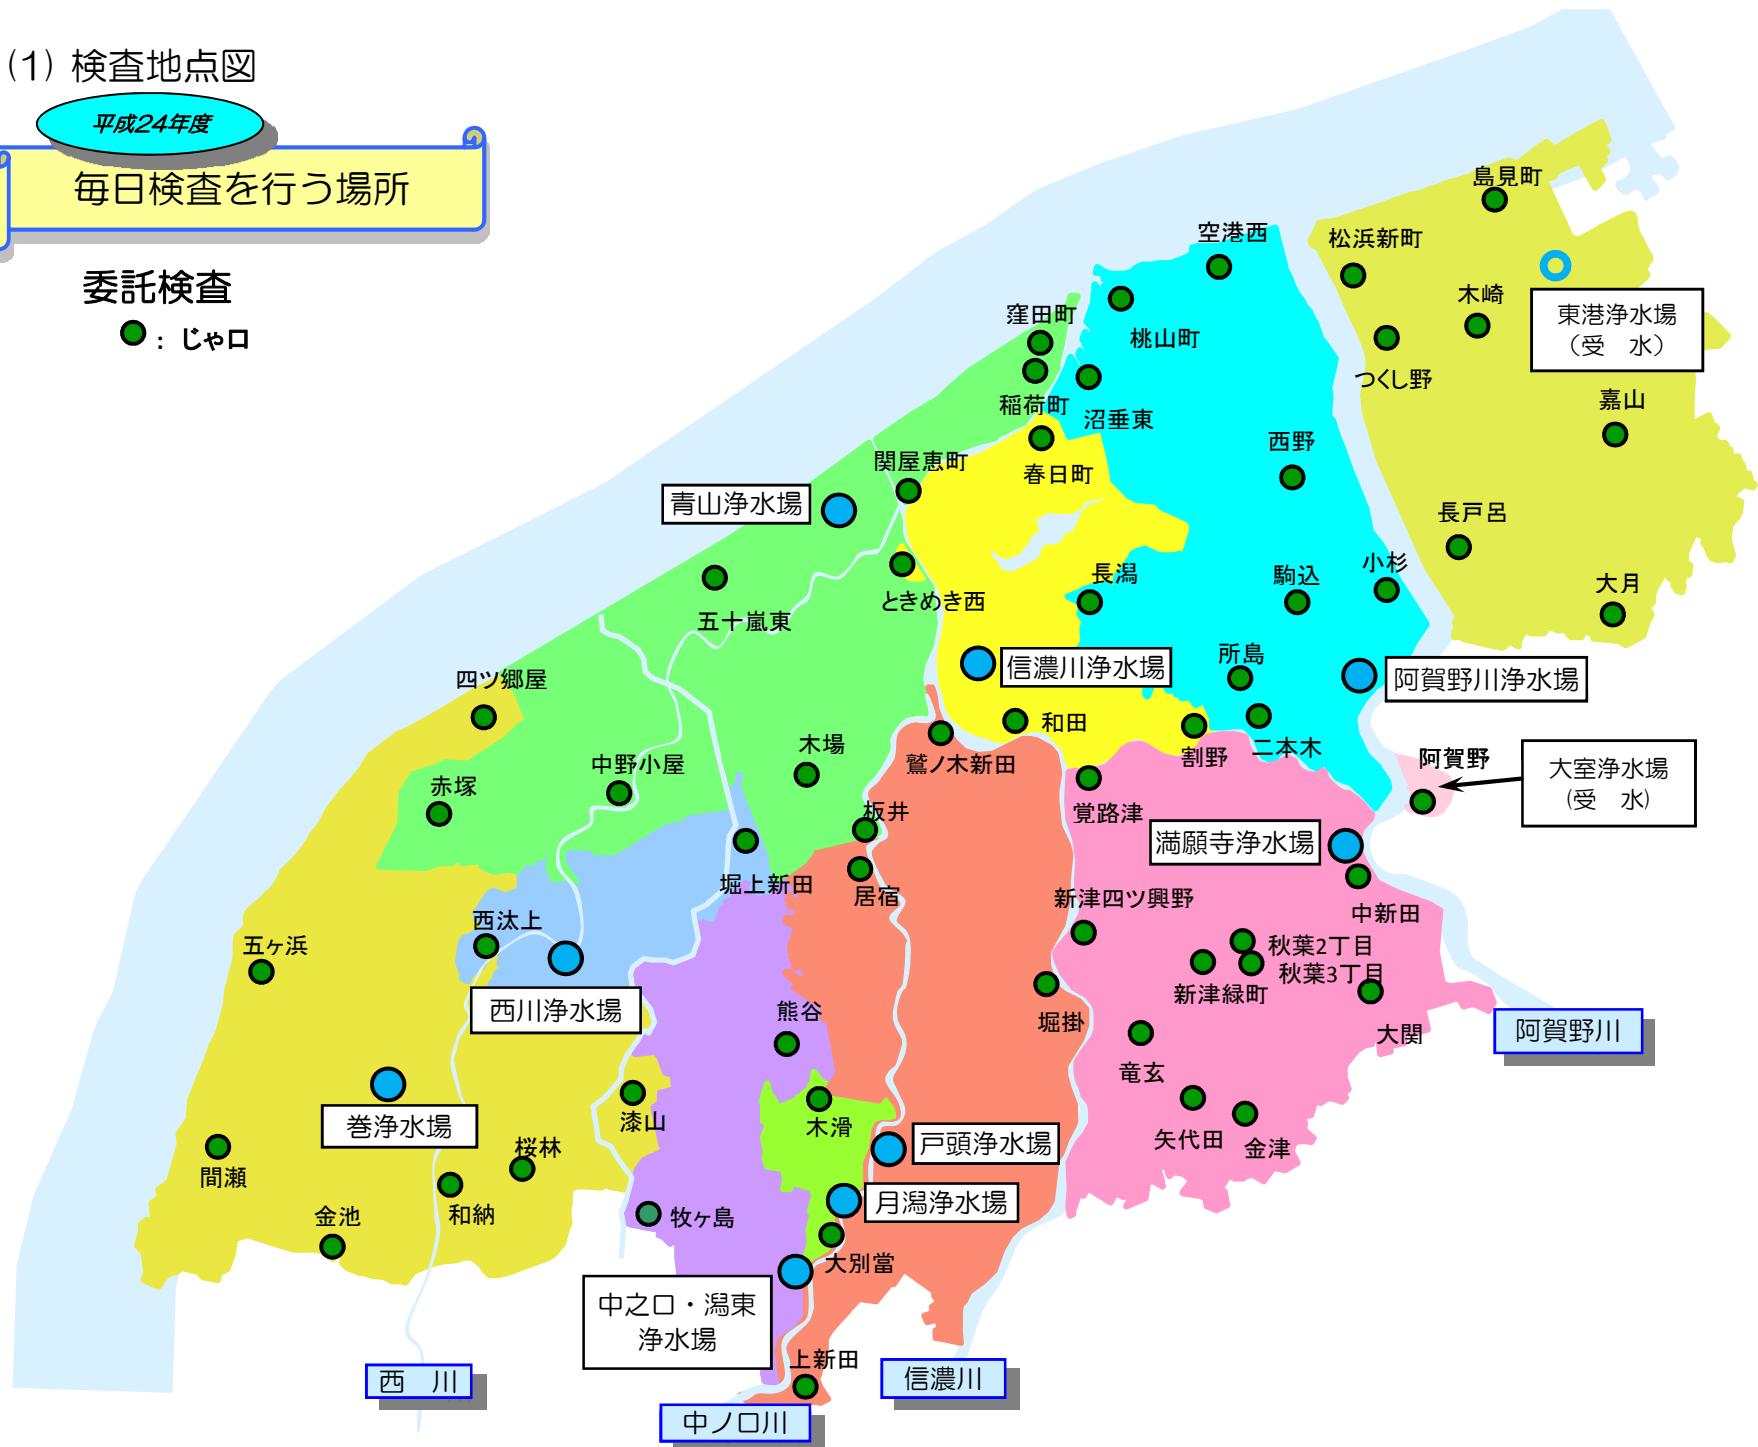 (1) 検査地点図
平成24年度
毎日検査を行う場所
委託検査
：じゃ口
島見町
空港西
松浜新町
木崎
東港浄水場
（受　水）
窪田町
桃山町
つくし野
稲荷町
沼垂東
嘉山
西野
関屋恵町
春日町
青山浄水場
長戸呂
小杉
長潟
駒込
大月
ときめき西
五十嵐東
所島
信濃川浄水場
阿賀野川浄水場
四ツ郷屋
和田
木場
鷲ノ木新田
割野
二本木
阿賀野
大室浄水場
(受　水)
中野小屋
赤塚
板井
覚路津
満願寺浄水場
堀上新田
居宿
新津四ツ興野
中新田
西汰上
五ヶ浜
秋葉2丁目
秋葉3丁目
新津緑町
西川浄水場
熊谷
堀掛
大関
阿賀野川
竜玄
巻浄水場
漆山
木滑
戸頭浄水場
矢代田
金津
桜林
間瀬
月潟浄水場
金池
和納
牧ヶ島
大別當
中之口・潟東
浄水場
上新田
西　川
信濃川
中ノ口川